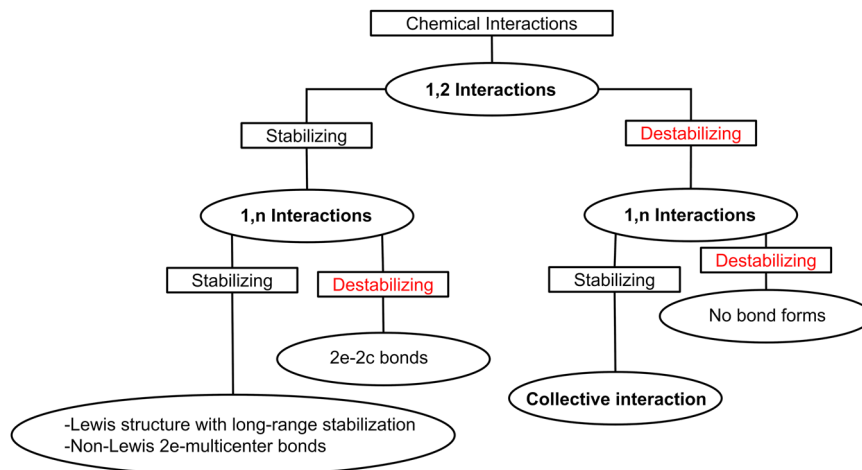 Chemical Interactions
1,2 Interactions
Stabilizing
Destabilizing
1,n Interactions
1,n Interactions
Stabilizing
Destabilizing
Stabilizing
Destabilizing
2e-2c bonds
No bond forms
-Lewis structure with long-range stabilization
-Non-Lewis 2e-multicenter bonds
Collective interaction